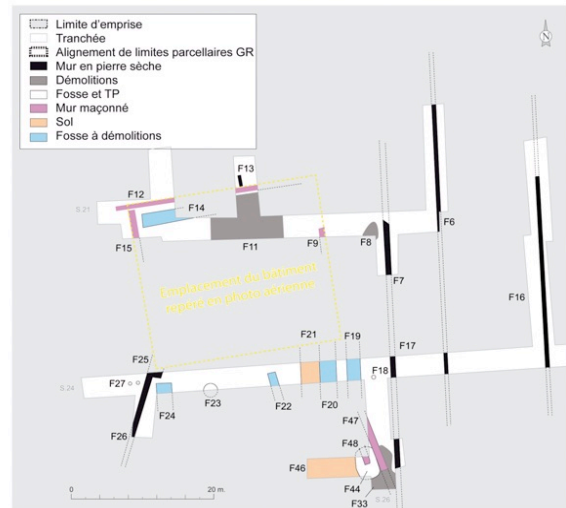 Limite d'emprise
Tranchée
Alignement de limites parcellaires GR
Mur en pierre sèche
Démolitions
Fosse et TP
Mur maçonné
Sol
Fosse à démolitions
N
F13
F12
F14
S 21
F15
F11
F9
F8
F6
F7
F16
Emplacement du bâtiment
repéré en photo aérienne
F21
F19
F17
F25
F18
F27
S 24
F24
F23
F22
F20
F26
F47
F48
F46
F44
F33
S 26
0
20 m.